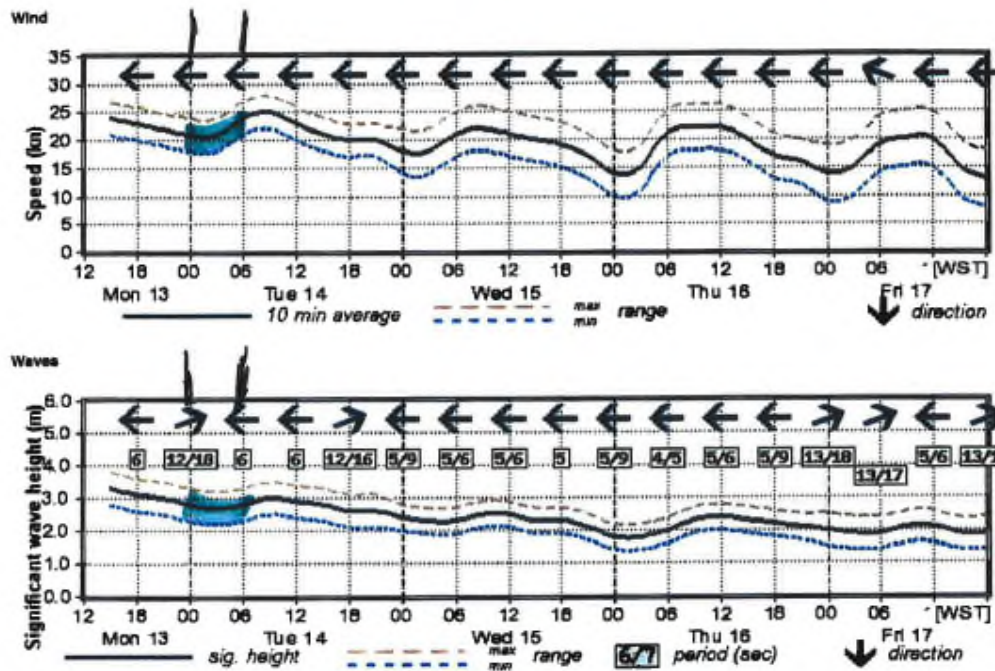 Wind
Speed (kn)
35
30
25
20
15
10
5
0
12 18 00 06 12 18 00 06 12 18 00 06 12 18 00 06 [WST]
Mon 13 Tue 14 Wed 15 Thu 16 Fri 17
10 min average max min range direction
Waves
Significant wave height (m)
6.0
5.0
4.0
3.0
2.0
1.0
0.0
6 12/18 6 6 12/16 5/9 5/6 5/6 5 5/9 4/5 5/6 5/9 13/18 13/17 5/6
12 18 00 06 12 18 00 06 12 18 00 06 12 18 00 06 [WST]
Mon 13 Tue 14 Wed 15 Thu 16 Fri 17
sig. height max min range 6/7 period (sec) direction